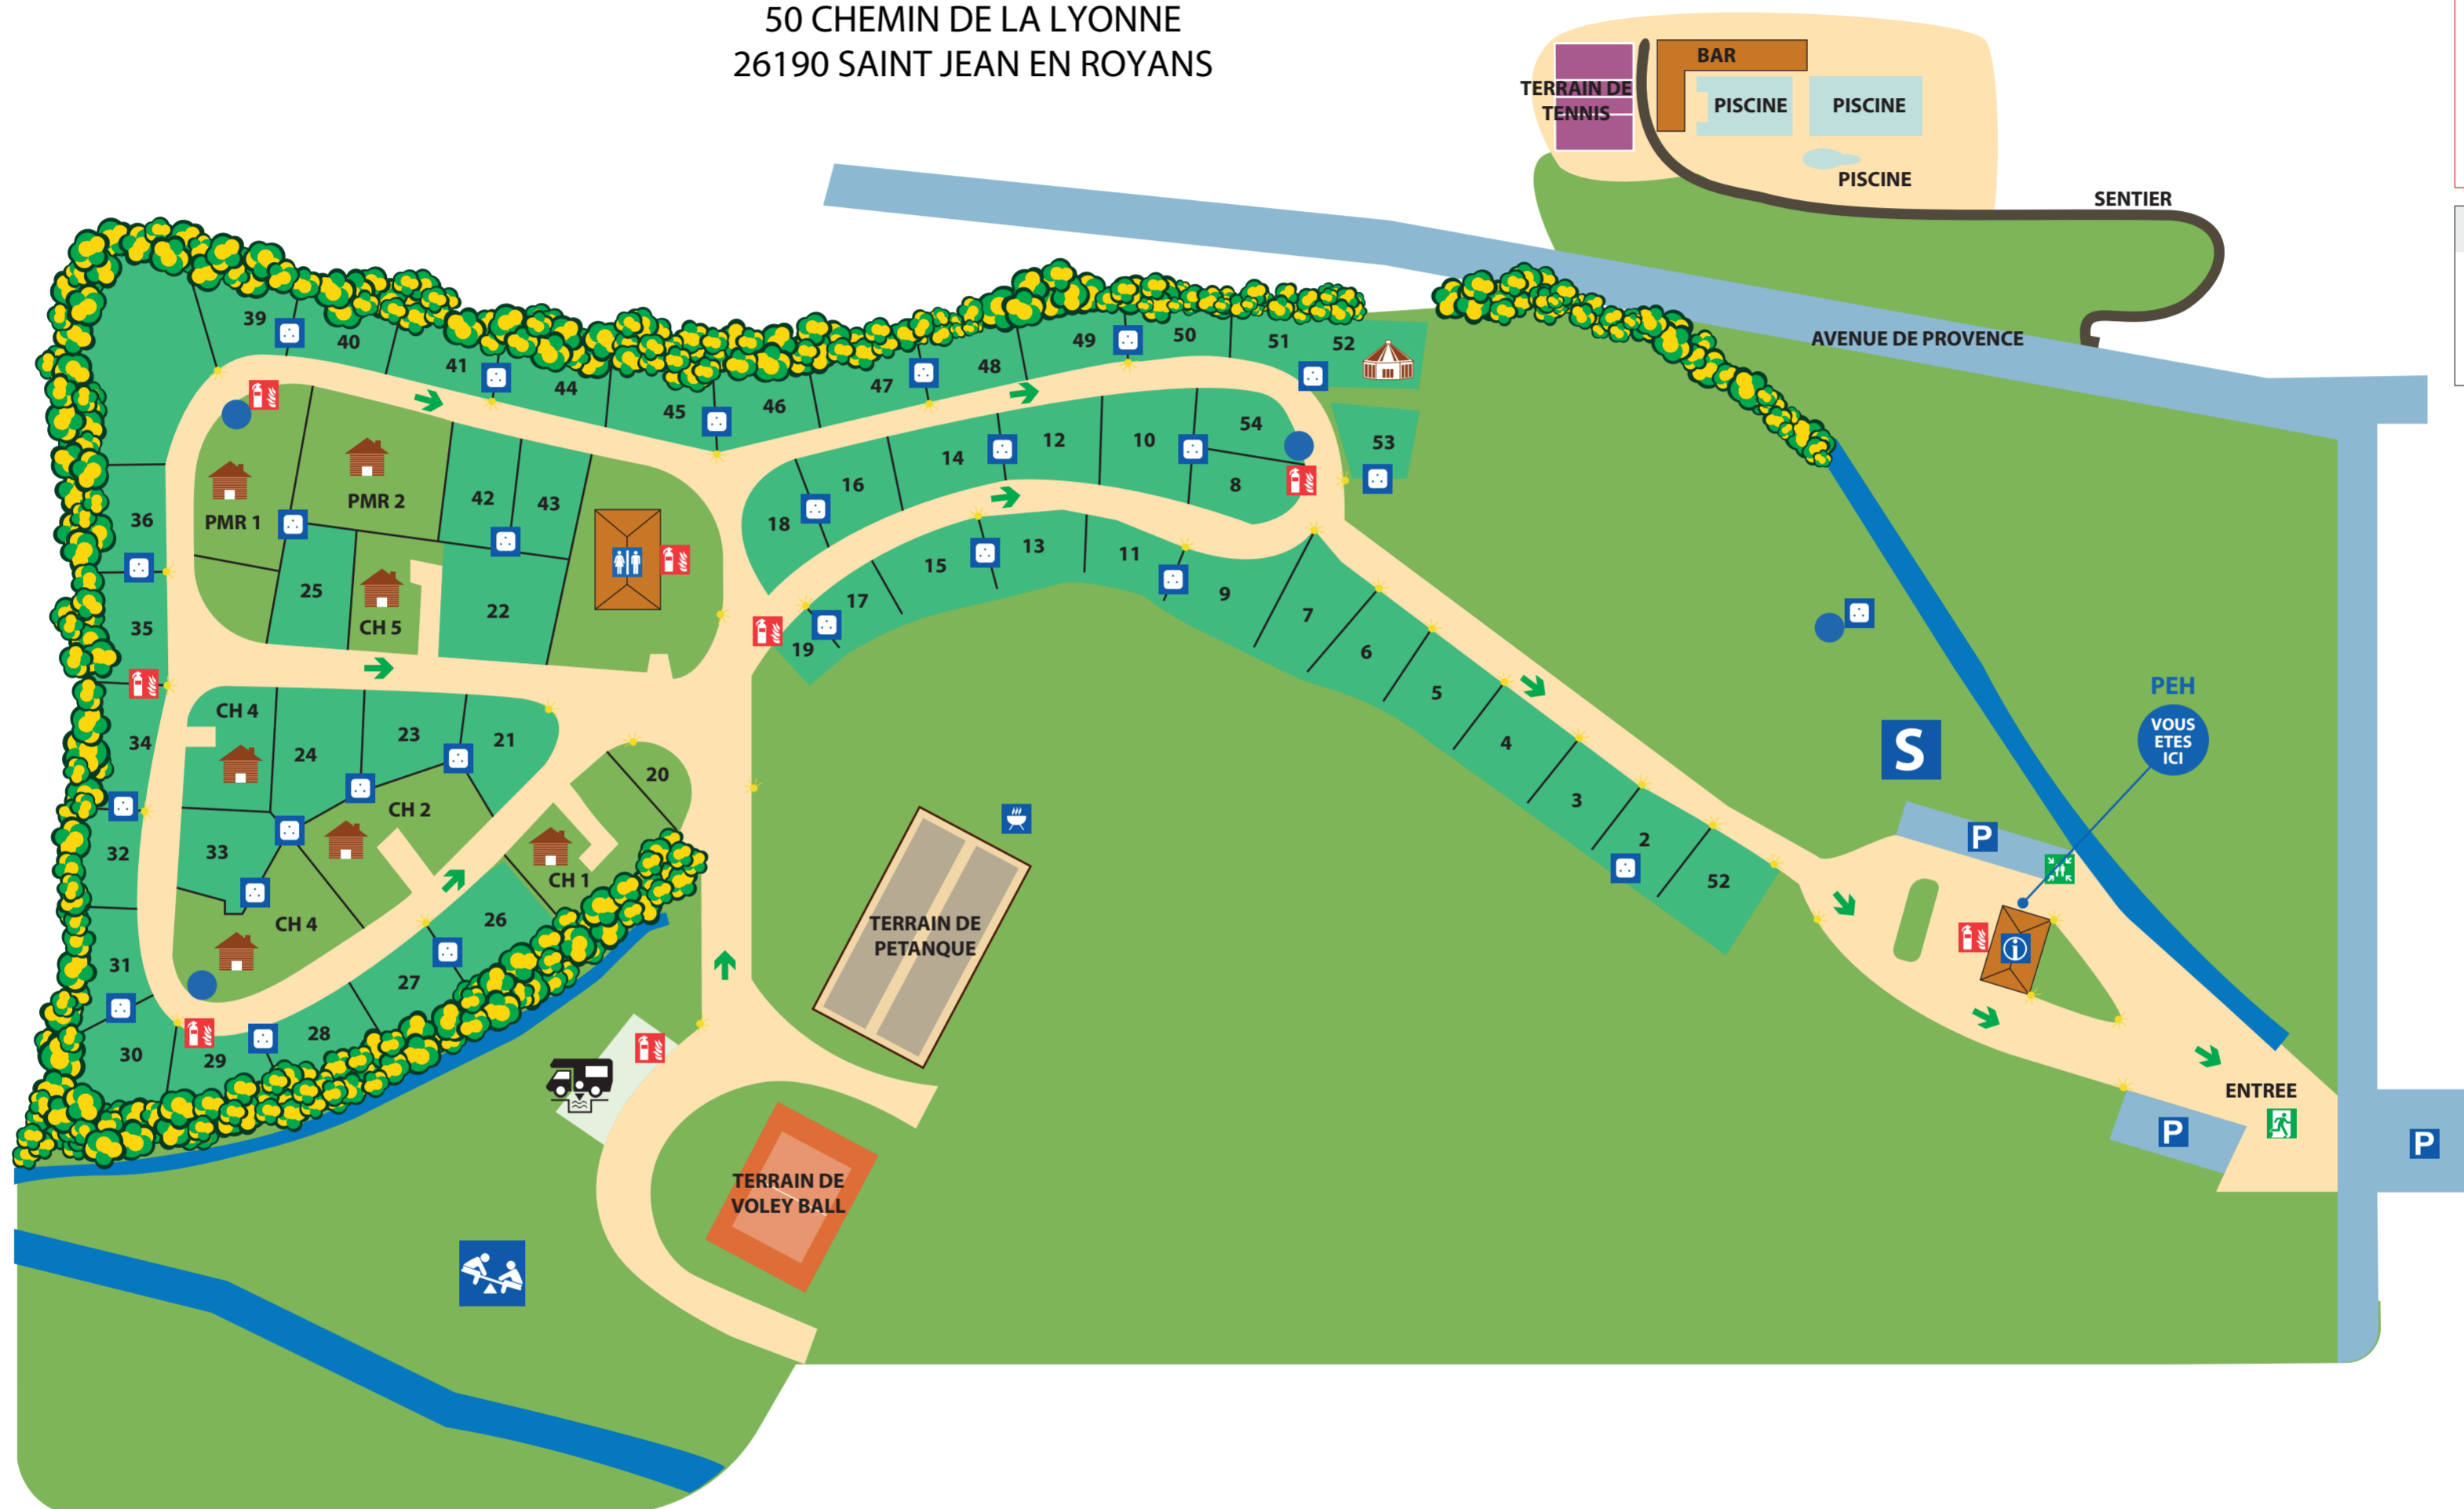 50 CHEMIN DE LA LYONNE
26190 SAINT JEAN EN ROYANS
BAR
TERRAIN DE
TENNIS
PISCINE
PISCINE
PISCINE
SENTIER
AVENUE DE PROVENCE
39
40
41
44
45
46
47
48
49
50
51
52
53
54
8
10
12
14
16
18
36
PMR 1
PMR 2
42
43
35
25
CH 5
22
19
17
15
13
11
9
7
6
5
4
3
2
52
34
CH 4
24
23
21
20
32
33
CH 2
CH 1
CH 4
26
31
27
30
29
28
TERRAIN DE
PETANQUE
TERRAIN DE
VOLEY BALL
S
PEH
VOUS
ETES
ICI
P
i
ENTREE
P
P